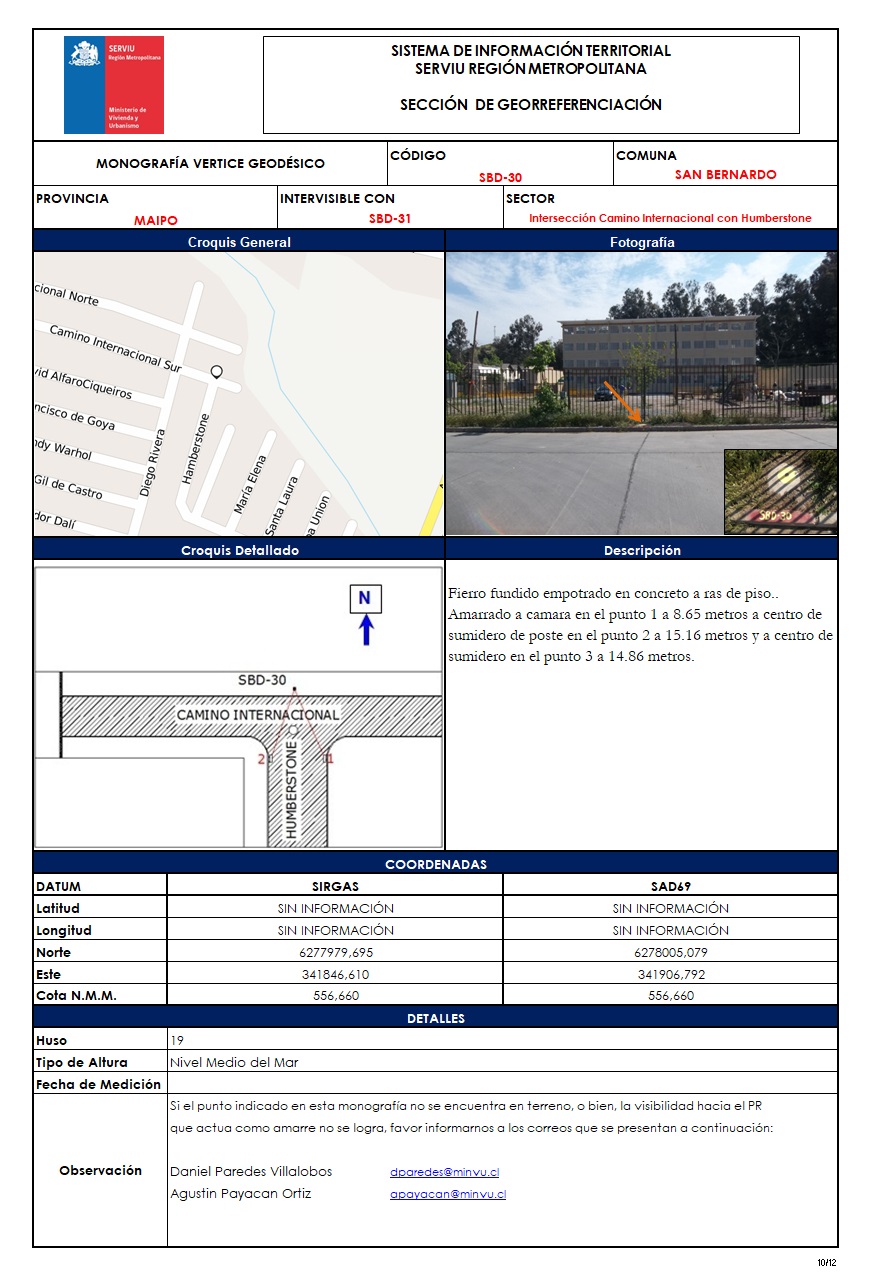 SERVIU
Región Metropolitana
Ministerio de
Vivienda y
Urbanismo
SISTEMA DE INFORMACIÓN TERRITORIAL
SERVIU REGIÓN METROPOLITANA
SECCIÓN DE GEORREFERENCIACIÓN
MONOGRAFÍA VERTICE GEODÉSICO
CÓDIGO
SBD-30
COMUNA
SAN BERNARDO
PROVINCIA
MAIPO
INTERVISIBLE CON
SBD-31
SECTOR
Intersección Camino Internacional con Humberstone
Croquis General
Fotografía
cional Norte
Camino Internacional Sur
vid AlfaroCiqueiros
ncisco de Goya
ndy Warhol
Gil de Castro
dor Dalí
Diego Rivera
Hamberstone
María Elena
Santa Laura
na Union
SBD-30
Croquis Detallado
Descripción
N
SBD-30
CAMINO INTERNACIONAL
2
1
HUMBERSTONE
Fierro fundido empotrado en concreto a ras de piso..
Amarrado a camara en el punto 1 a 8.65 metros a centro de
sumidero de poste en el punto 2 a 15.16 metros y a centro de
sumidero en el punto 3 a 14.86 metros.
COORDENADAS
DATUM SIRGAS SAD69
Latitud SIN INFORMACIÓN SIN INFORMACIÓN
Longitud SIN INFORMACIÓN SIN INFORMACIÓN
Norte 6277979,695 6278005,079
Este 341846,610 341906,792
Cota N.M.M. 556,660 556,660
DETALLES
Huso 19
Tipo de Altura Nivel Medio del Mar
Fecha de Medición
Observación
Si el punto indicado en esta monografía no se encuentra en terreno, o bien, la visibilidad hacia el PR
que actua como amarre no se logra, favor informarnos a los correos que se presentan a continuación:
Daniel Paredes Villalobos dparedes@minvu.cl
Agustin Payacan Ortiz apayacan@minvu.cl
10/12